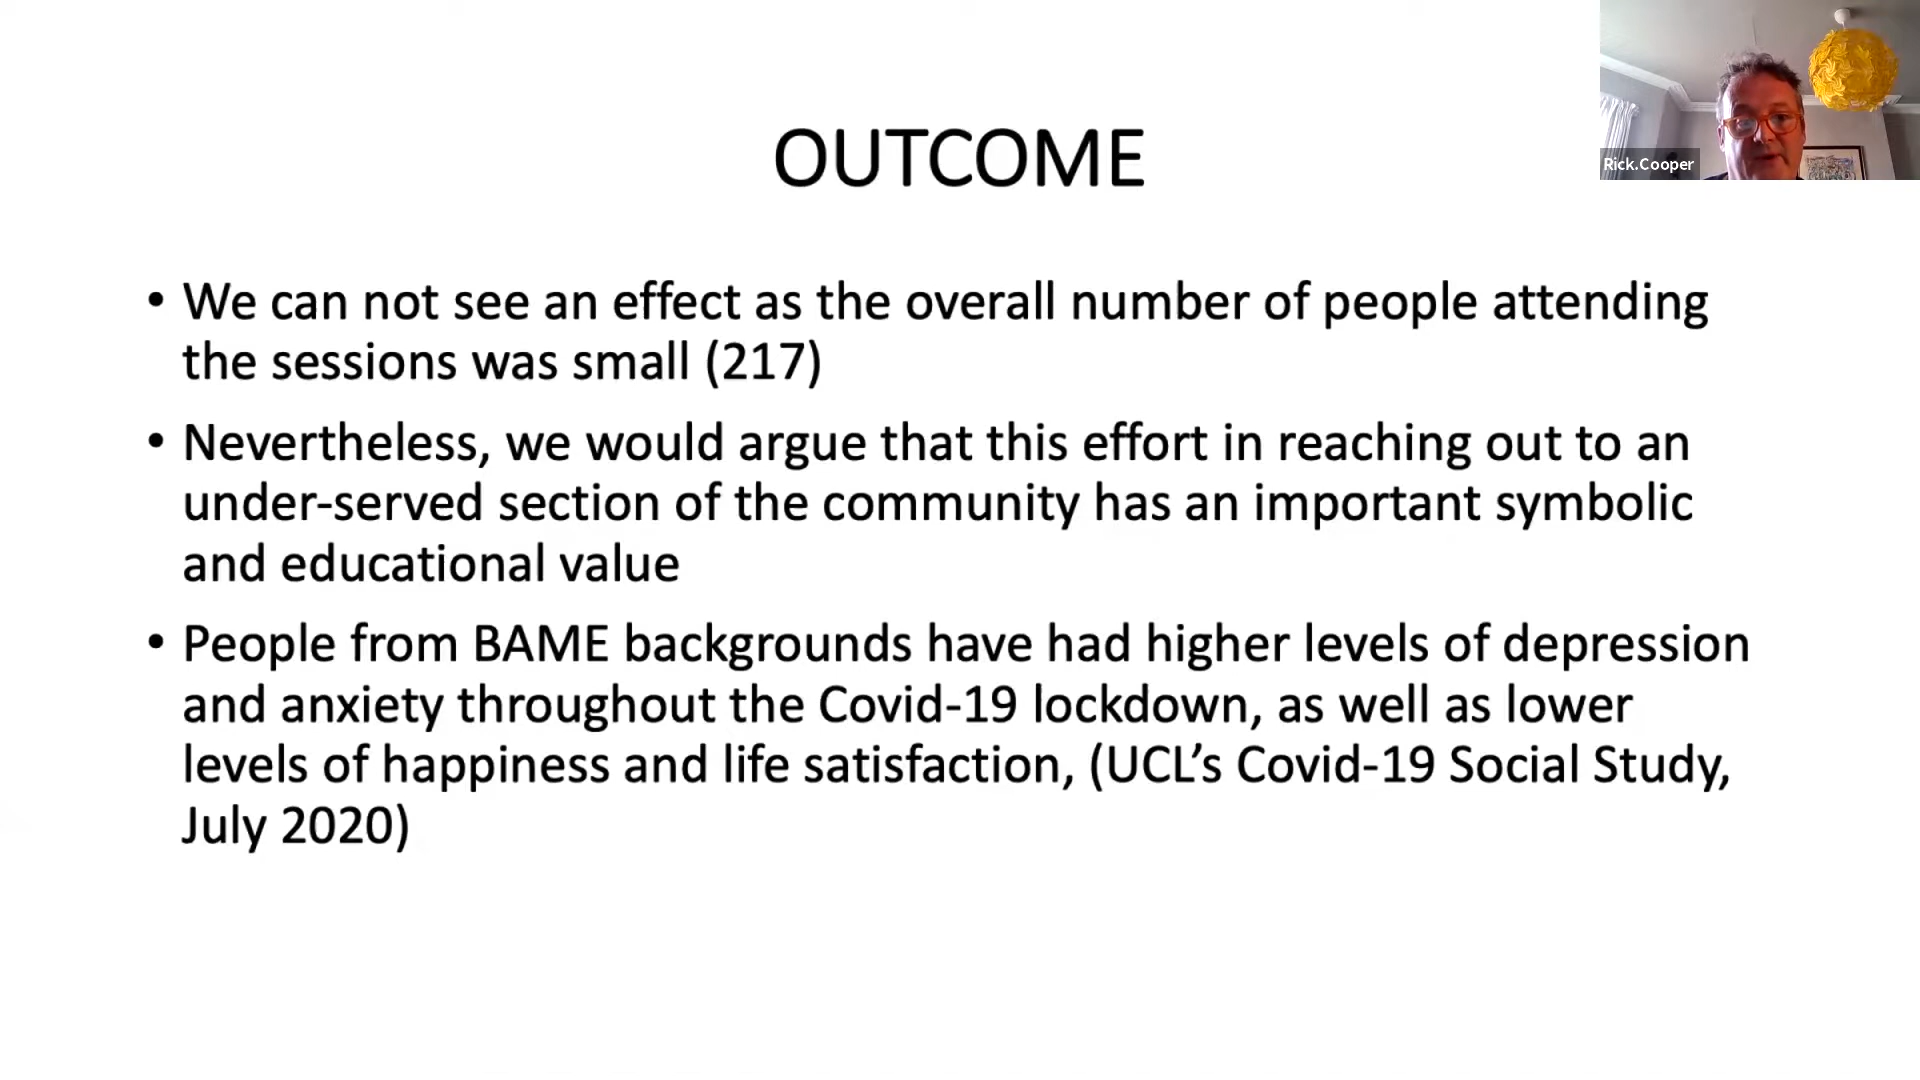 OUTCOME
Rick.Cooper
• We can not see an effect as the overall number of people attending
the sessions was small (217)
• Nevertheless, we would argue that this effort in reaching out to an
under-served section of the community has an important symbolic
and educational value
• People from BAME backgrounds have had higher levels of depression
and anxiety throughout the Covid-19 lockdown, as well as lower
levels of happiness and life satisfaction, (UCL’s Covid-19 Social Study,
July 2020)